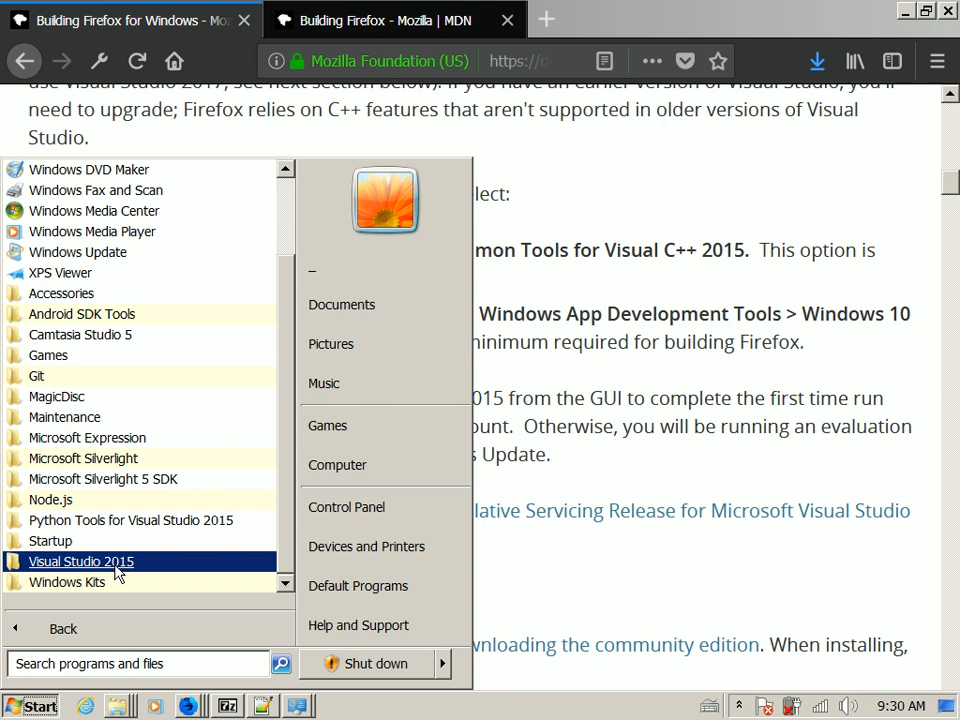 Building Firefox for Windows - Mo
Building Firefox - Mozilla | MDN
Mozilla Foundation (US)
https://d
use Visual Studio 2017, see next section below). If you have an earlier version of Visual Studio, you'll
need to upgrade; Firefox relies on C++ features that aren't supported in older versions of Visual
Studio.
lect:
mon Tools for Visual C++ 2015. This option is
Windows App Development Tools > Windows 10
minimum required for building Firefox.
015 from the GUI to complete the first time run
ount. Otherwise, you will be running an evaluation
s Update.
lative Servicing Release for Microsoft Visual Studio
wnloading the community edition. When installing,
Windows DVD Maker
Windows Fax and Scan
Windows Media Center
Windows Media Player
Windows Update
XPS Viewer
Accessories
Android SDK Tools
Camtasia Studio 5
Games
Git
MagicDisc
Maintenance
Microsoft Expression
Microsoft Silverlight
Microsoft Silverlight 5 SDK
Node.js
Python Tools for Visual Studio 2015
Startup
Visual Studio 2015
Windows Kits
Back
Search programs and files
_
Documents
Pictures
Music
Games
Computer
Control Panel
Devices and Printers
Default Programs
Help and Support
Shut down
Start
9:30 AM